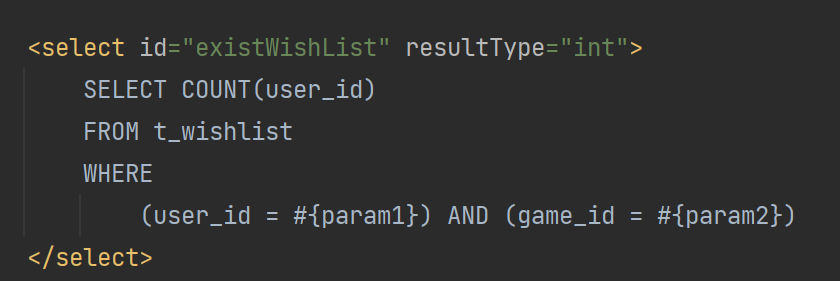 <select id="existWishList" resultType="int">
SELECT COUNT(user_id)
FROM t_wishlist
WHERE
(user_id = #{param1}) AND (game_id = #{param2})
</select>